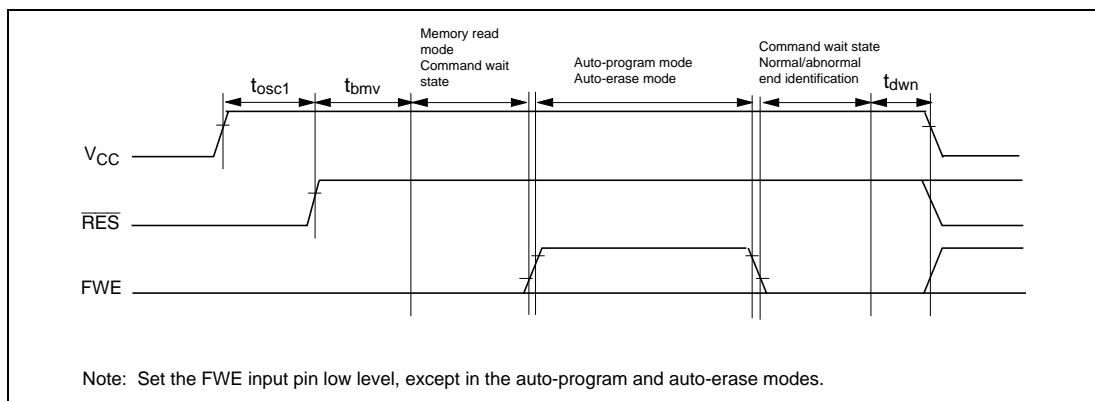 Memory read
mode
Command wait
state
Auto-program mode
Auto-erase mode
Command wait state
Normal/abnormal
end identification
tosc1
tbmv
tdwn
VCC
RES
FWE
Note: Set the FWE input pin low level, except in the auto-program and auto-erase modes.